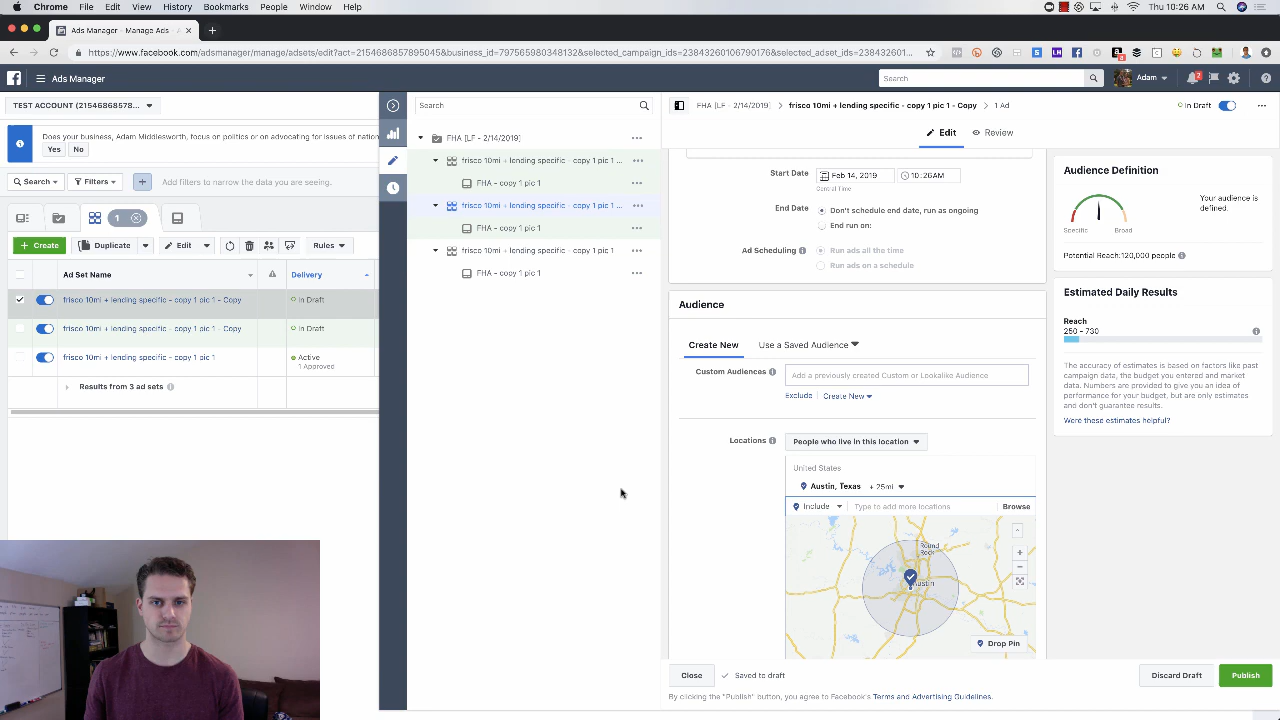 Chrome File Edit View History Bookmarks People Window Help
Thu 10:26 AM
Ads Manager - Manage Ads - ×
https://www.facebook.com/adsmanager/manage/adsets/edit?act=2154686857895045&business_id=797565980348132&selected_campaign_ids=23843260106790176&selected_adset_ids=238432601...
Ads Manager
Search
Adam
2
TEST ACCOUNT (21546868578...
Does your business, Adam Middlesworth, focus on politics or on advocating for issues of nation
Yes No
Search Filters Add filters to narrow the data you are seeing.
1
Create Duplicate Edit Rules
Ad Set Name Delivery
frisco 10mi + lending specific - copy 1 pic 1 - Copy In Draft
frisco 10mi + lending specific - copy 1 pic 1 - Copy In Draft
frisco 10mi + lending specific - copy 1 pic 1 Active
1 Approved
Results from 3 ad sets
Search
FHA [LF - 2/14/2019]
frisco 10mi + lending specific - copy 1 pic 1 ...
FHA - copy 1 pic 1
frisco 10mi + lending specific - copy 1 pic 1 ...
FHA - copy 1 pic 1
frisco 10mi + lending specific - copy 1 pic 1
FHA - copy 1 pic 1
FHA [LF - 2/14/2019] > frisco 10mi + lending specific - copy 1 pic 1 - Copy > 1 Ad
In Draft
Edit Review
Start Date Feb 14, 2019 10:26AM
Central Time
End Date Don't schedule end date, run as ongoing
End run on:
Ad Scheduling Run ads all the time
Run ads on a schedule
Audience
Create New Use a Saved Audience
Custom Audiences Add a previously created Custom or Lookalike Audience
Exclude Create New
Locations People who live in this location
United States
Austin, Texas + 25mi
Include Type to add more locations Browse
Round Rock
Austin
Drop Pin
Audience Definition
Your audience is defined.
Specific Broad
Potential Reach:120,000 people
Estimated Daily Results
Reach
250 - 730
The accuracy of estimates is based on factors like past
campaign data, the budget you entered and market
data. Numbers are provided to give you an idea of
performance for your budget, but are only estimates
and don't guarantee results.
Were these estimates helpful?
Close Saved to draft Discard Draft Publish
By clicking the "Publish" button, you agree to Facebook's Terms and Advertising Guidelines.